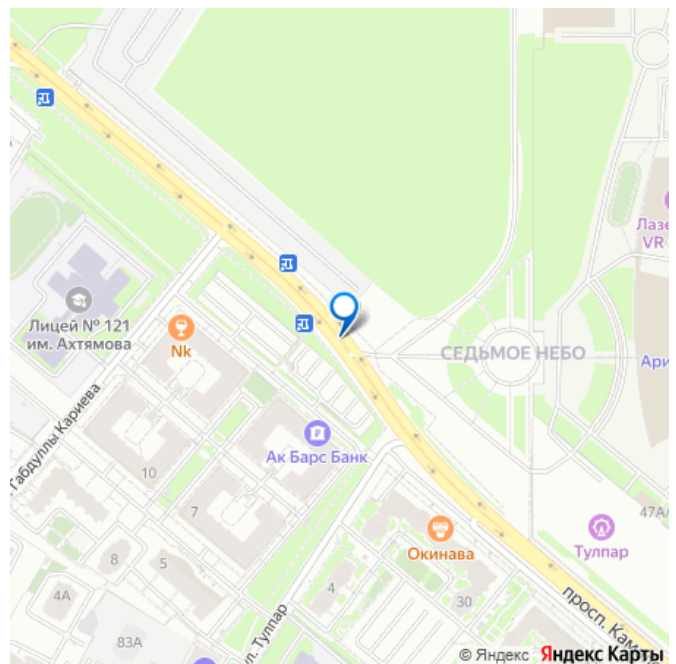 Лазе
VR
Лицей № 121
им. Ахтямова
Nk
СЕДЬМОЕ НЕБО
Ари
Габдуллы Кариева
Ак Барс Банк
10
7
47А
Окинава
Тулпар
8
5
4А
4
30
просп. Кам
83А
ул. Тулпар
© Яндекс Яндекс Карты